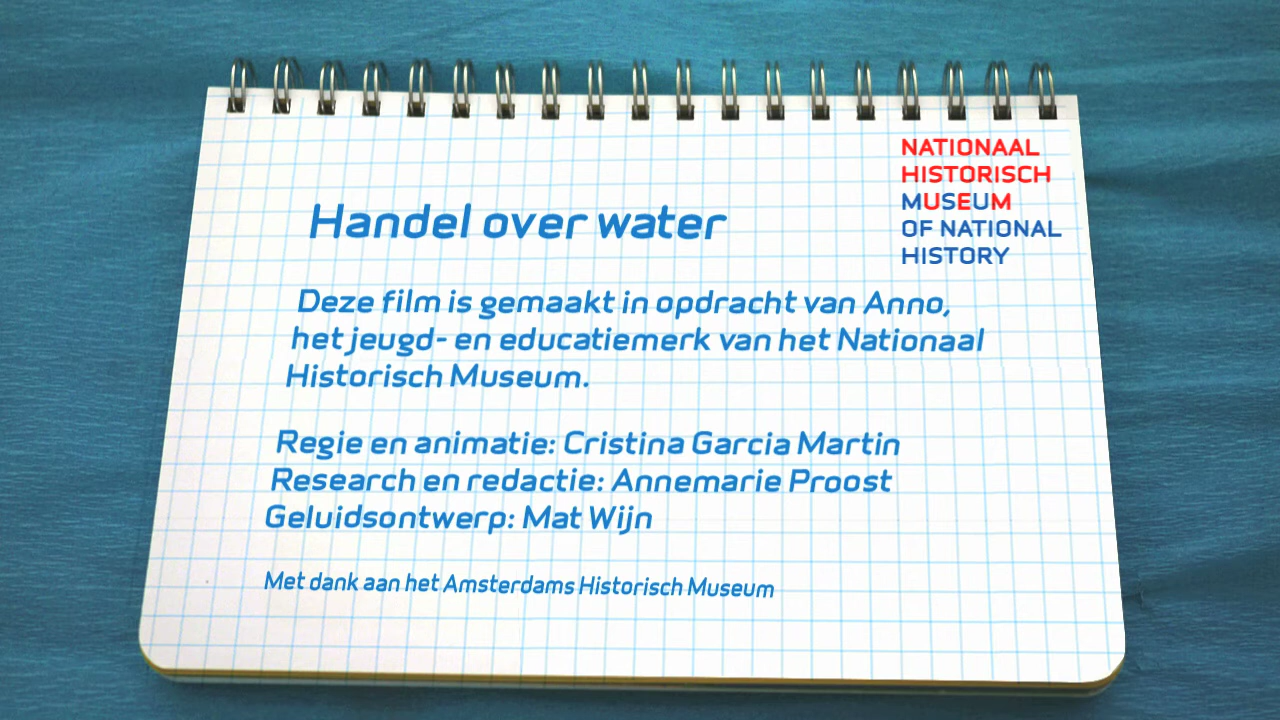 NATIONAAL
HISTORISCH
MUSEUM
OF NATIONAL
HISTORY
Handel over water
Deze film is gemaakt in opdracht van Anno,
het jeugd- en educatiemerk van het Nationaal
Historisch Museum.
Regie en animatie: Cristina Garcia Martin
Research en redactie: Annemarie Proost
Geluidsontwerp: Mat Wijn
Met dank aan het Amsterdams Historisch Museum